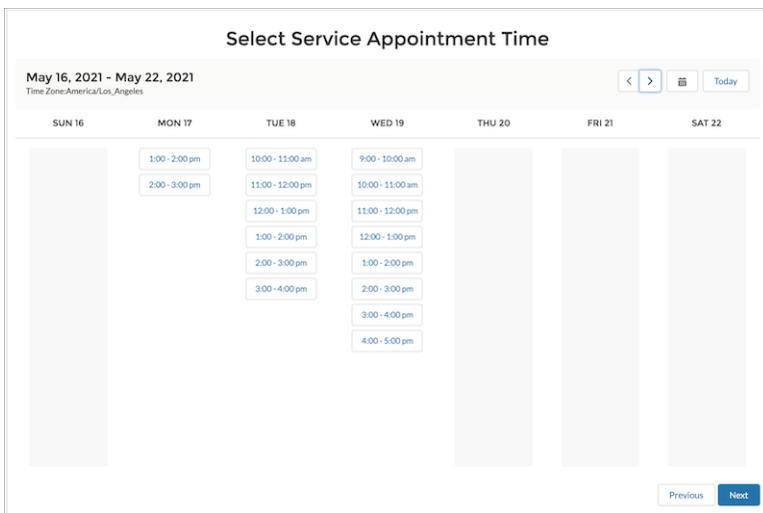 Select Service Appointment Time
May 16, 2021 - May 22, 2021
Time Zone:America/Los_Angeles
Today
SUN 16 MON 17 TUE 18 WED 19 THU 20 FRI 21 SAT 22
1:00 - 2:00 pm 10:00 - 11:00 am 9:00 - 10:00 am
2:00 - 3:00 pm 11:00 - 12:00 pm 10:00 - 11:00 am
12:00 - 1:00 pm 11:00 - 12:00 pm
1:00 - 2:00 pm 12:00 - 1:00 pm
2:00 - 3:00 pm 1:00 - 2:00 pm
3:00 - 4:00 pm 2:00 - 3:00 pm
3:00 - 4:00 pm
4:00 - 5:00 pm
Previous Next